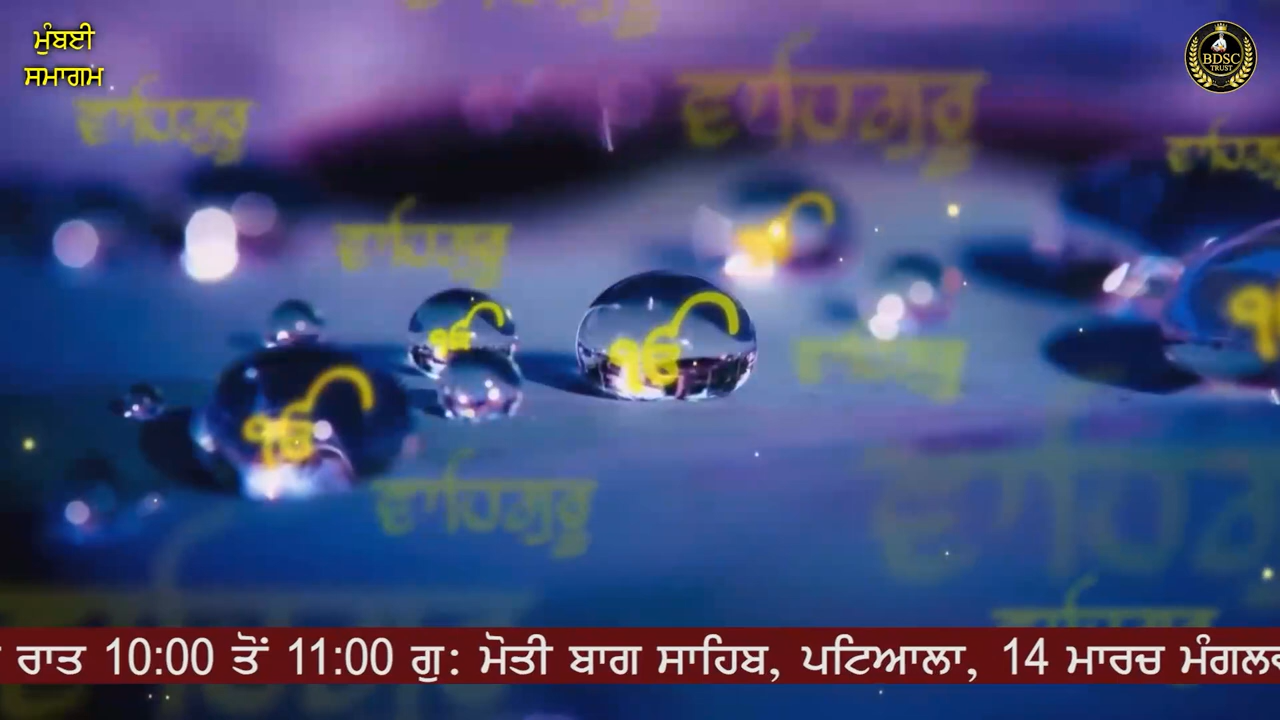 ਮੁੰਬਈ
ਸਮਾਗਮ
BDSC
TRUST
ਵਾਹਿਗੁਰੂ
ਵਾਹਿਗੁਰੂ
ਵਾਹਿਗੁਰੂ
ਵਾਹਿਗੁਰੂ
ੴ
ੴ
ੴ
ਵਾਹਿਗੁਰੂ
ੴ
ਵਾਹਿਗੁਰੂ
ਰਾਤ 10:00 ਤੋਂ 11:00 ਗੁ: ਮੋਤੀ ਬਾਗ ਸਾਹਿਬ, ਪਟਿਆਲਾ, 14 ਮਾਰਚ